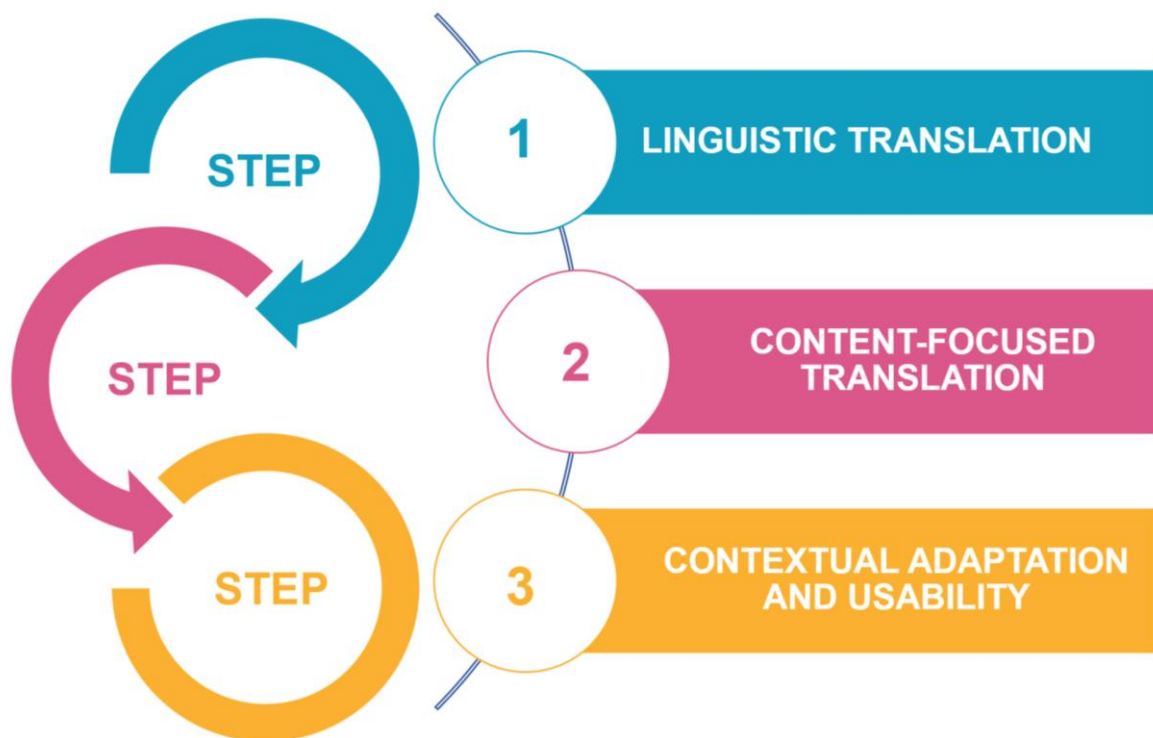 STEP
1
LINGUISTIC TRANSLATION
STEP
2
CONTENT-FOCUSED
TRANSLATION
STEP
3
CONTEXTUAL ADAPTATION
AND USABILITY